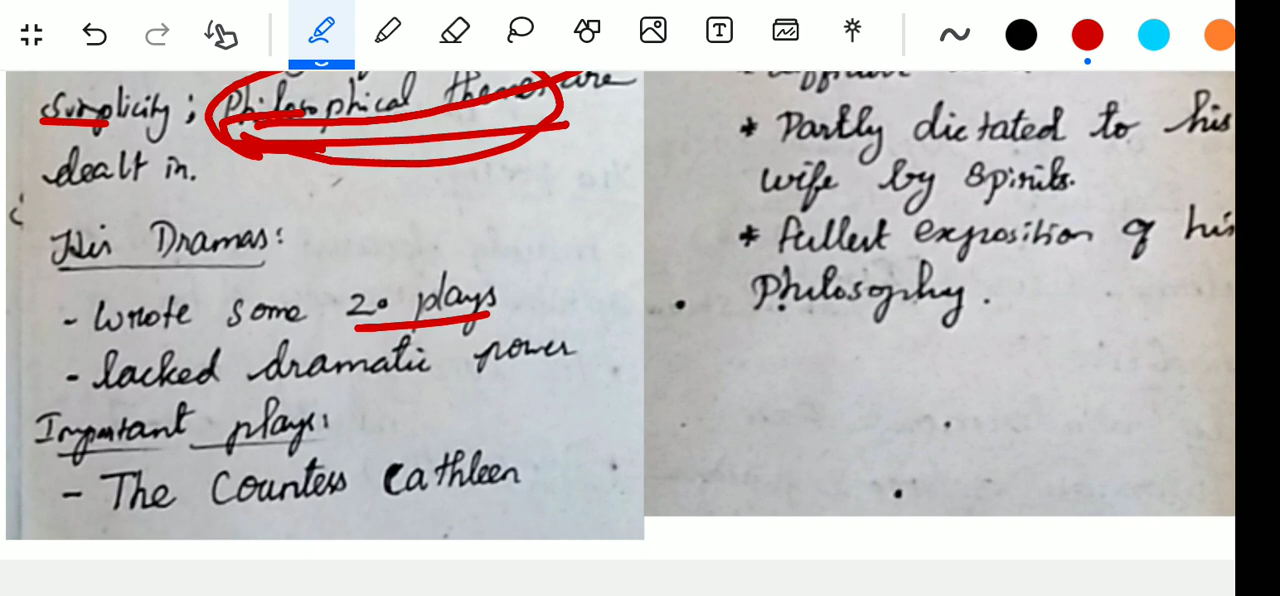 Simplicity ; Philosophical themes are
dealt in.
His Dramas:
- Wrote some 20 plays
- lacked dramatic power
Important plays:
- The Countess Cathleen
* Partly dictated to his
wife by spirits.
* Fullest exposition of his
Philosophy.